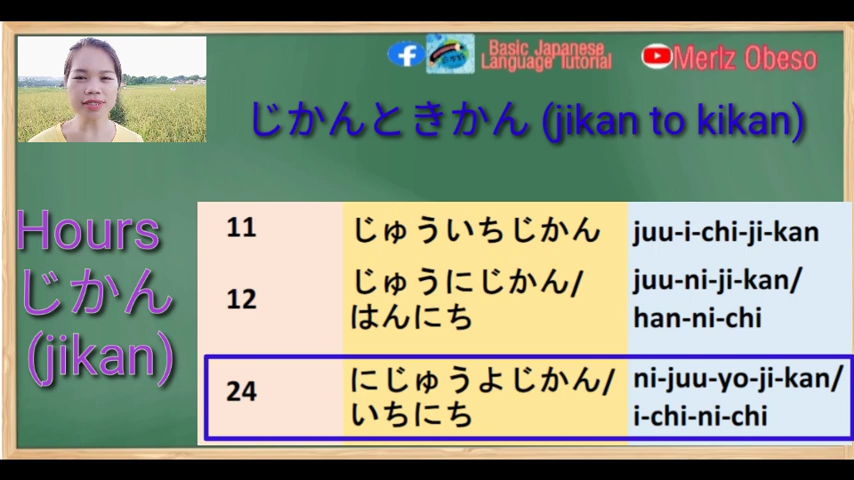 Basic Japanese
Language Tutorial
Merlz Obeso
じかんときかん (jikan to kikan)
Hours
じかん
(jikan)
11 じゅういちじかん juu-i-chi-ji-kan
12 じゅうにじかん/ juu-ni-ji-kan/
はんにち han-ni-chi
24 にじゅうよじかん/ ni-juu-yo-ji-kan/
いちにち i-chi-ni-chi